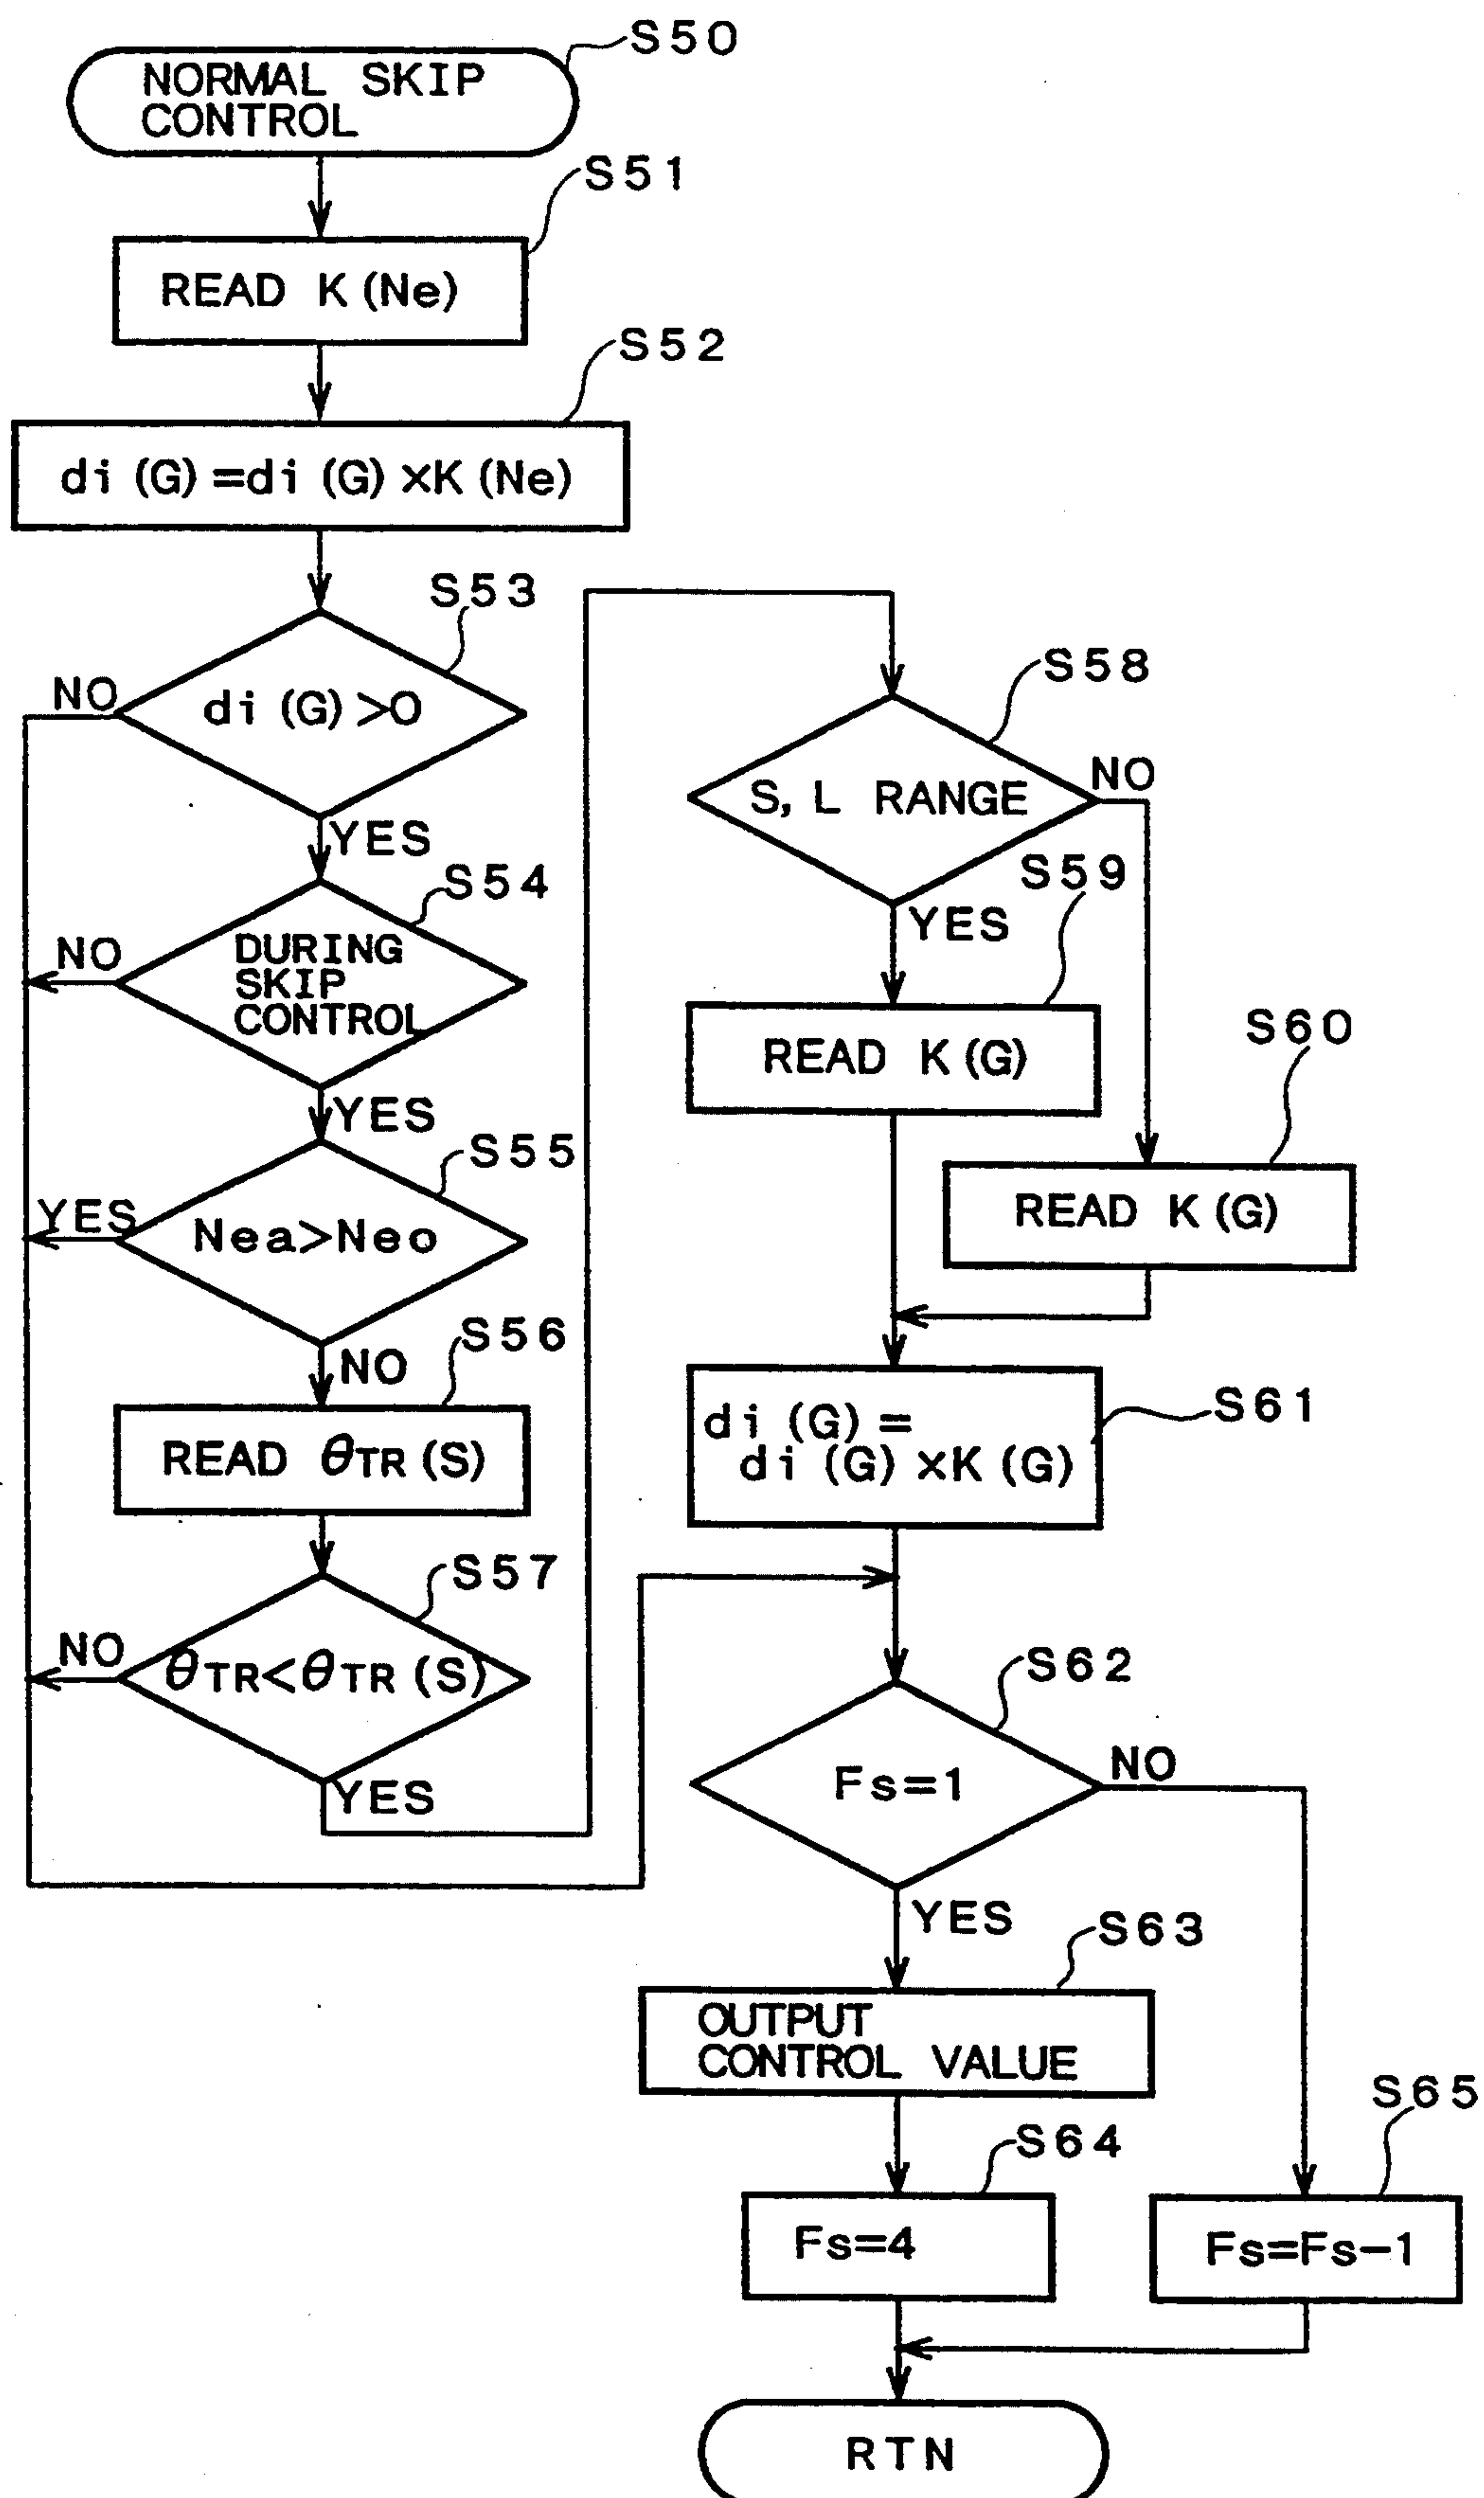 S50
NORMAL SKIP
CONTROL
S51
READ K(Ne)
S52
di(G)=di(G)×K(Ne)
S53
di(G)>0
NO
YES
S54
DURING
SKIP
CONTROL
NO
YES
S55
Nea>Neo
YES
NO
S56
READ θTR(S)
S57
θTR<θTR(S)
NO
YES
S58
S, L RANGE
NO
YES
S59
READ K(G)
S60
READ K(G)
S61
di(G)=
di(G)×K(G)
S62
Fs=1
NO
YES
S63
OUTPUT
CONTROL VALUE
S64
Fs=4
S65
Fs=Fs-1
RTN